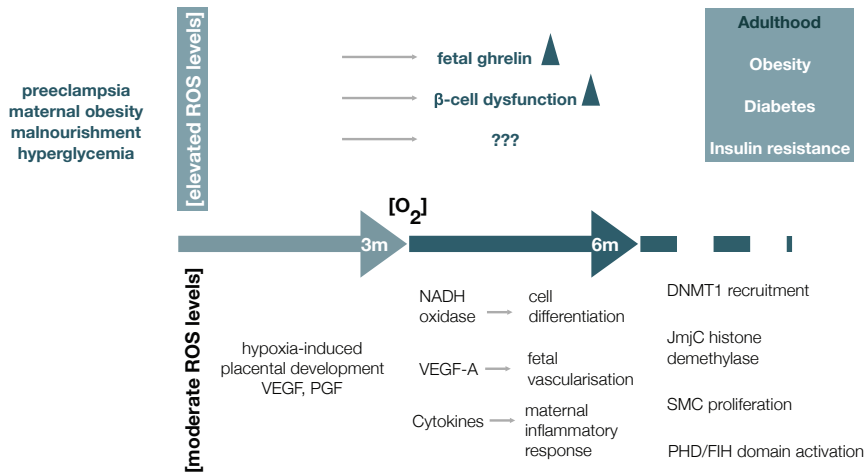 preeclampsia
maternal obesity
malnourishment
hyperglycemia
[elevated ROS levels]
fetal ghrelin
β-cell dysfunction
???
Adulthood
Obesity
Diabetes
Insulin resistance
[O2]
3m
6m
[moderate ROS levels]
hypoxia-induced
placental development
VEGF, PGF
NADH
oxidase
cell
differentiation
VEGF-A
fetal
vascularisation
Cytokines
maternal
inflammatory
response
DNMT1 recruitment
JmjC histone
demethylase
SMC proliferation
PHD/FIH domain activation